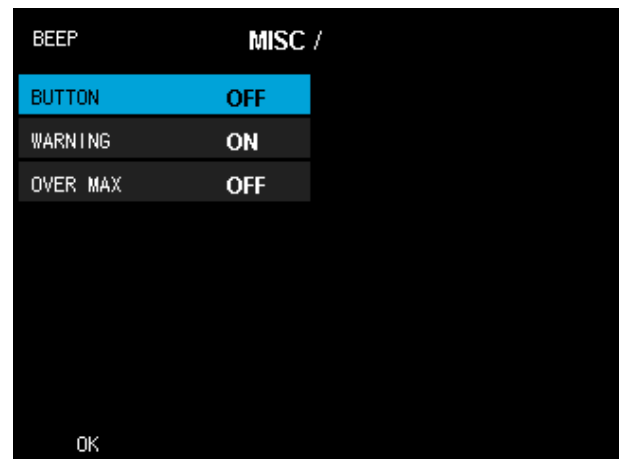 BEEP MISC /
BUTTON OFF
WARNING ON
OVER MAX OFF
OK